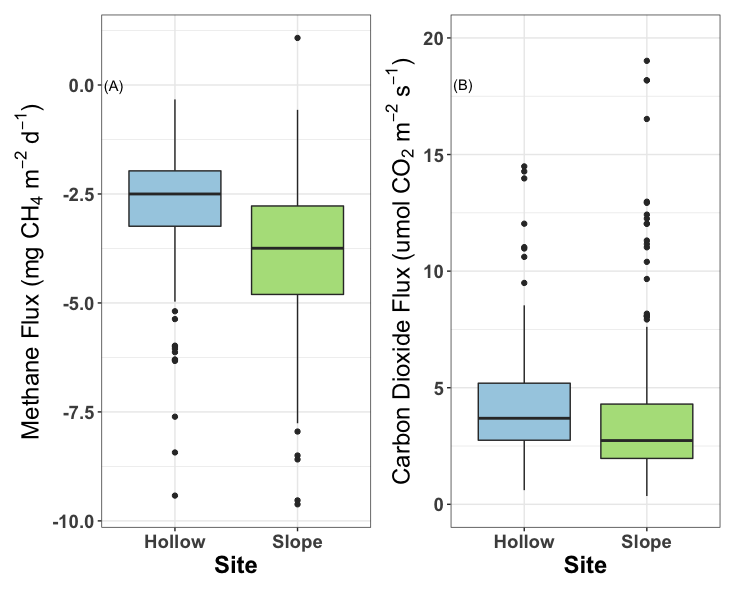 Methane Flux (mg CH₄ m⁻² d⁻¹)
(A)
0.0
-2.5
-5.0
-7.5
-10.0
Hollow
Slope
Site
Carbon Dioxide Flux (umol CO₂ m⁻² s⁻¹)
(B)
20
15
10
5
0
Hollow
Slope
Site